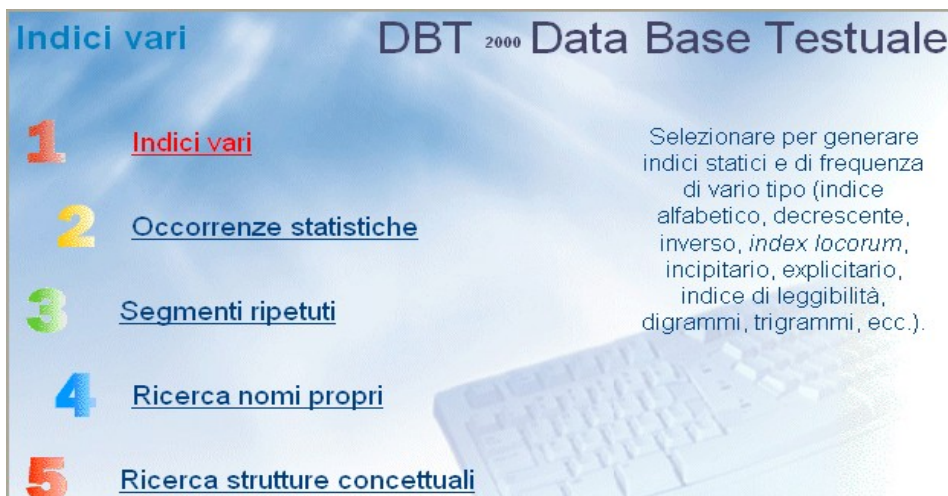 Indici vari
DBT 2000 Data Base Testuale
1 Indici vari
2 Occorrenze statistiche
3 Segmenti ripetuti
4 Ricerca nomi propri
5 Ricerca strutture concettuali
Selezionare per generare
indici statici e di frequenza
di vario tipo (indice
alfabetico, decrescente,
inverso, index locorum,
incipitario, explicitario,
indice di leggibilità,
digrammi, trigrammi, ecc.).